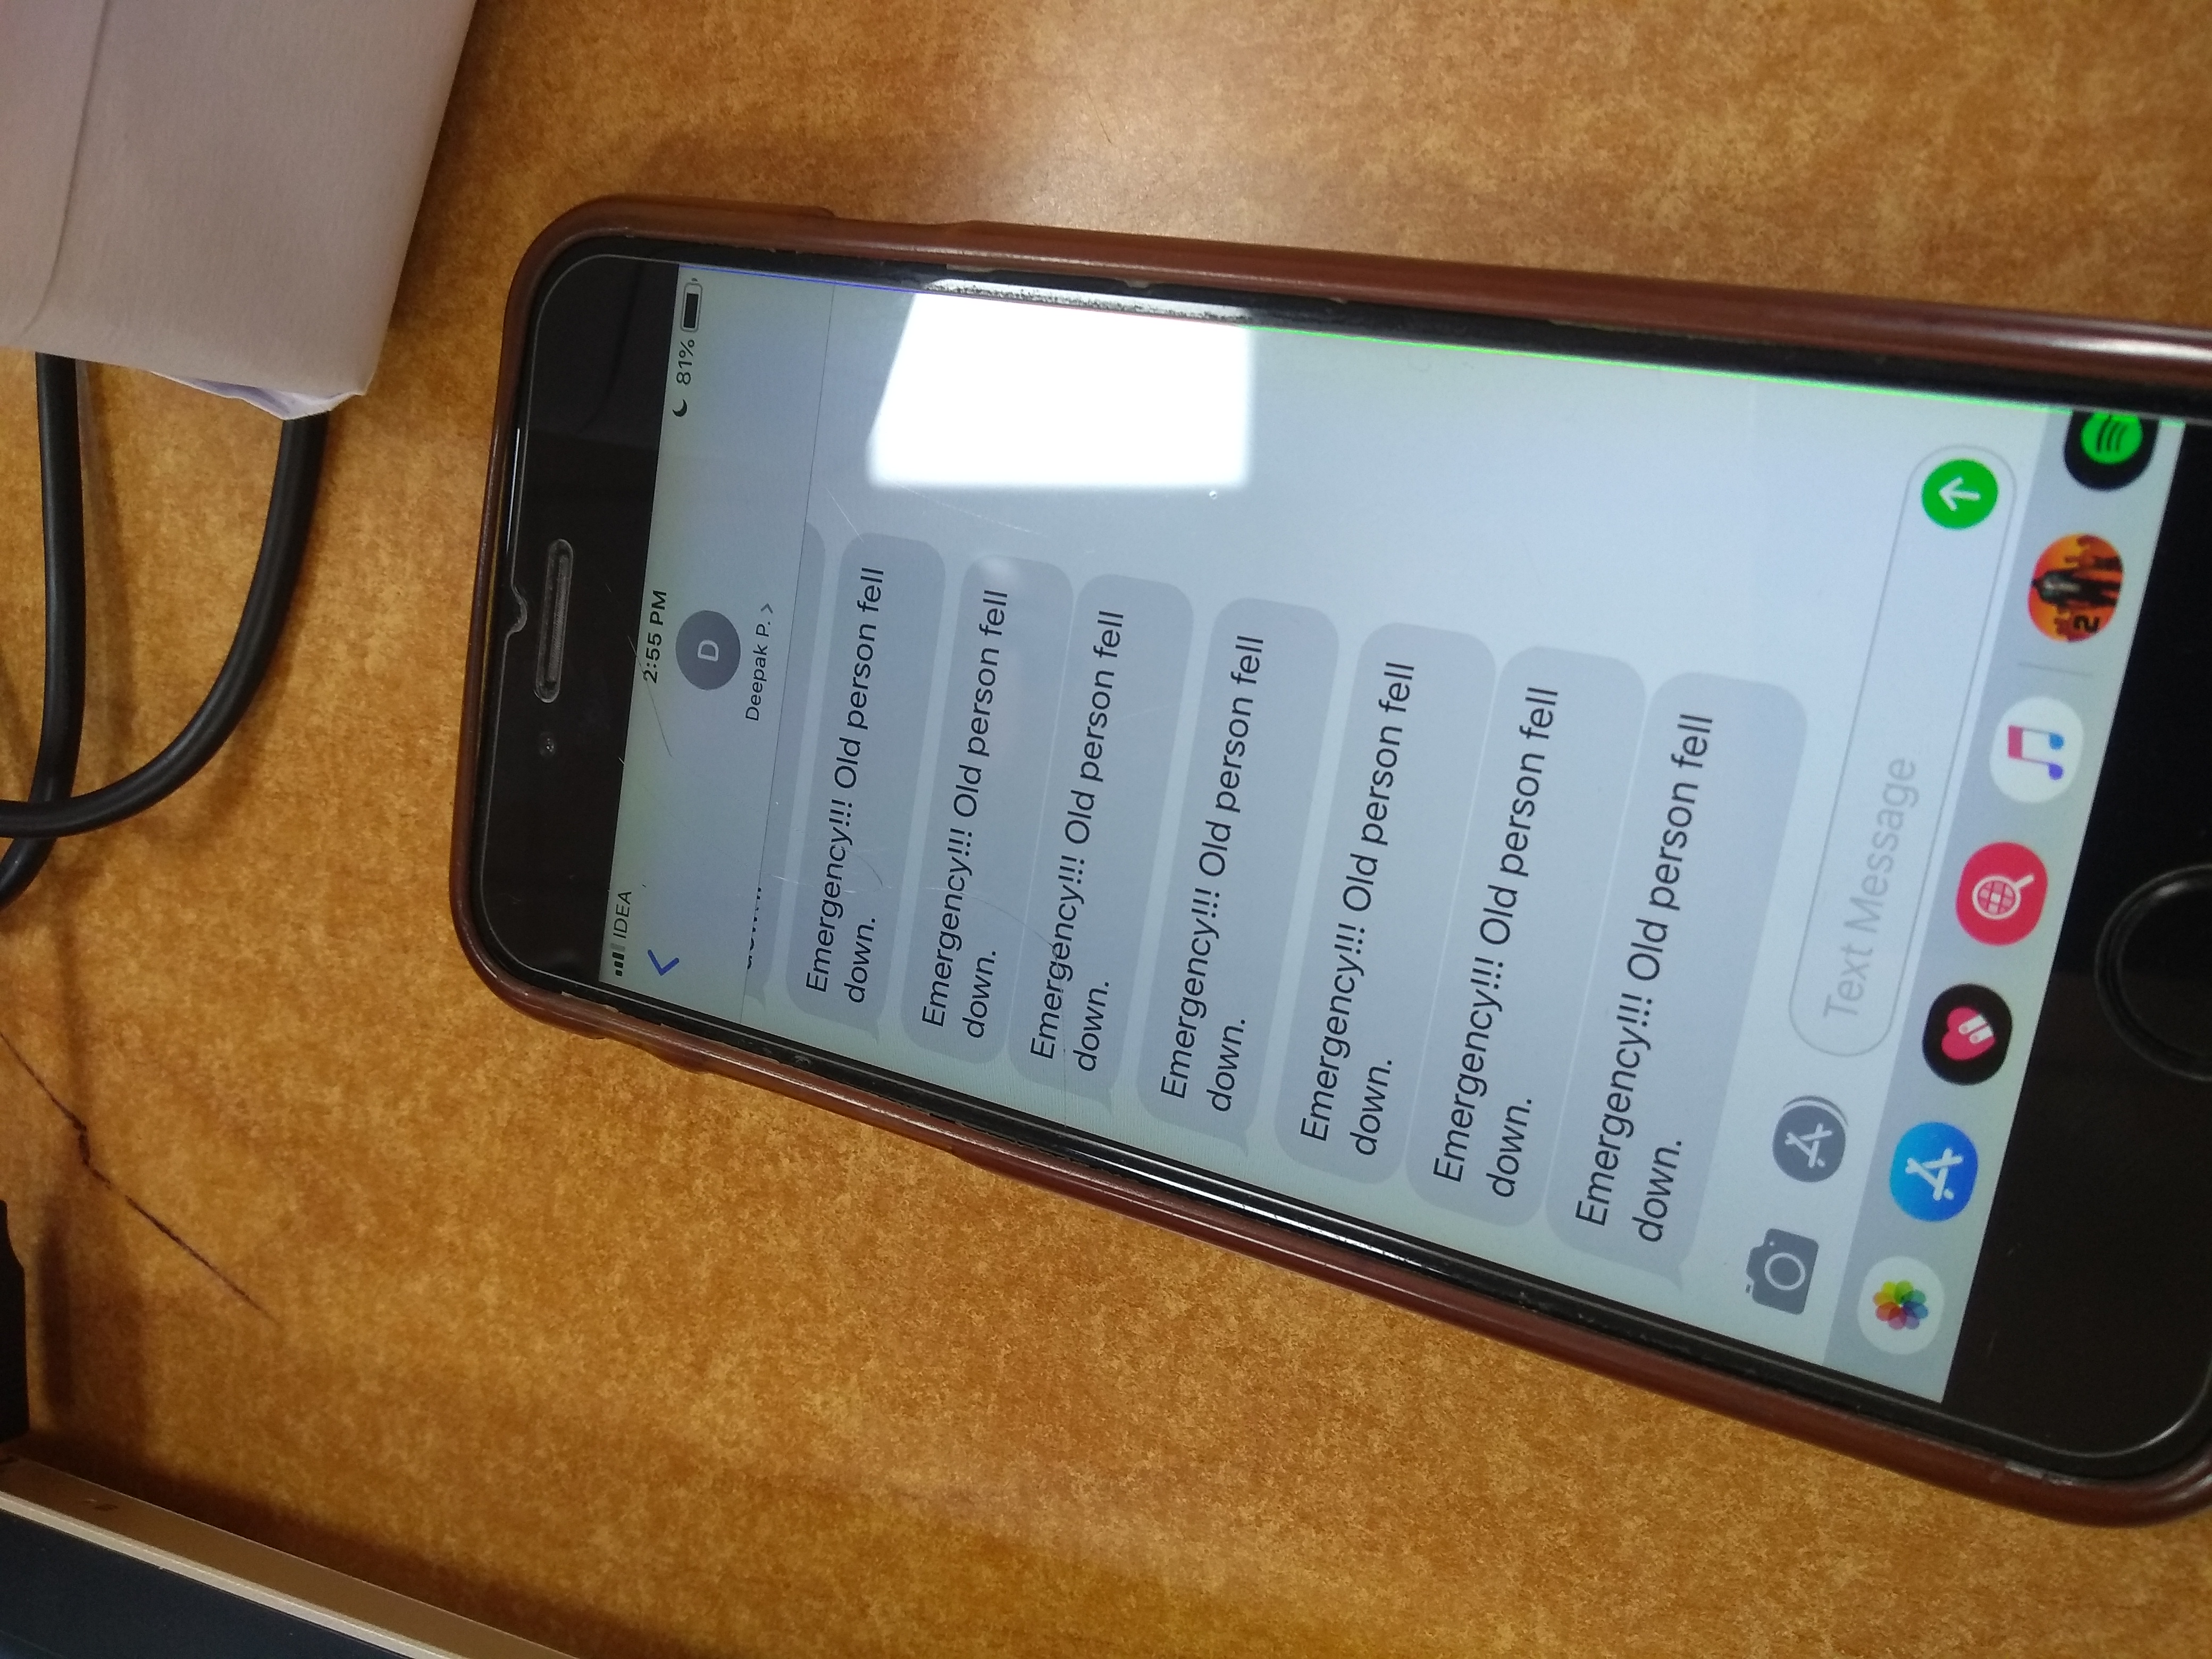 IDEA
2:55 PM
81%
D
Deepak P.
down.
Emergency!!! Old person fell
down.
Emergency!!! Old person fell
down.
Emergency!!! Old person fell
down.
Emergency!!! Old person fell
down.
Emergency!!! Old person fell
down.
Emergency!!! Old person fell
down.
Emergency!!! Old person fell
down.
Text Message
2